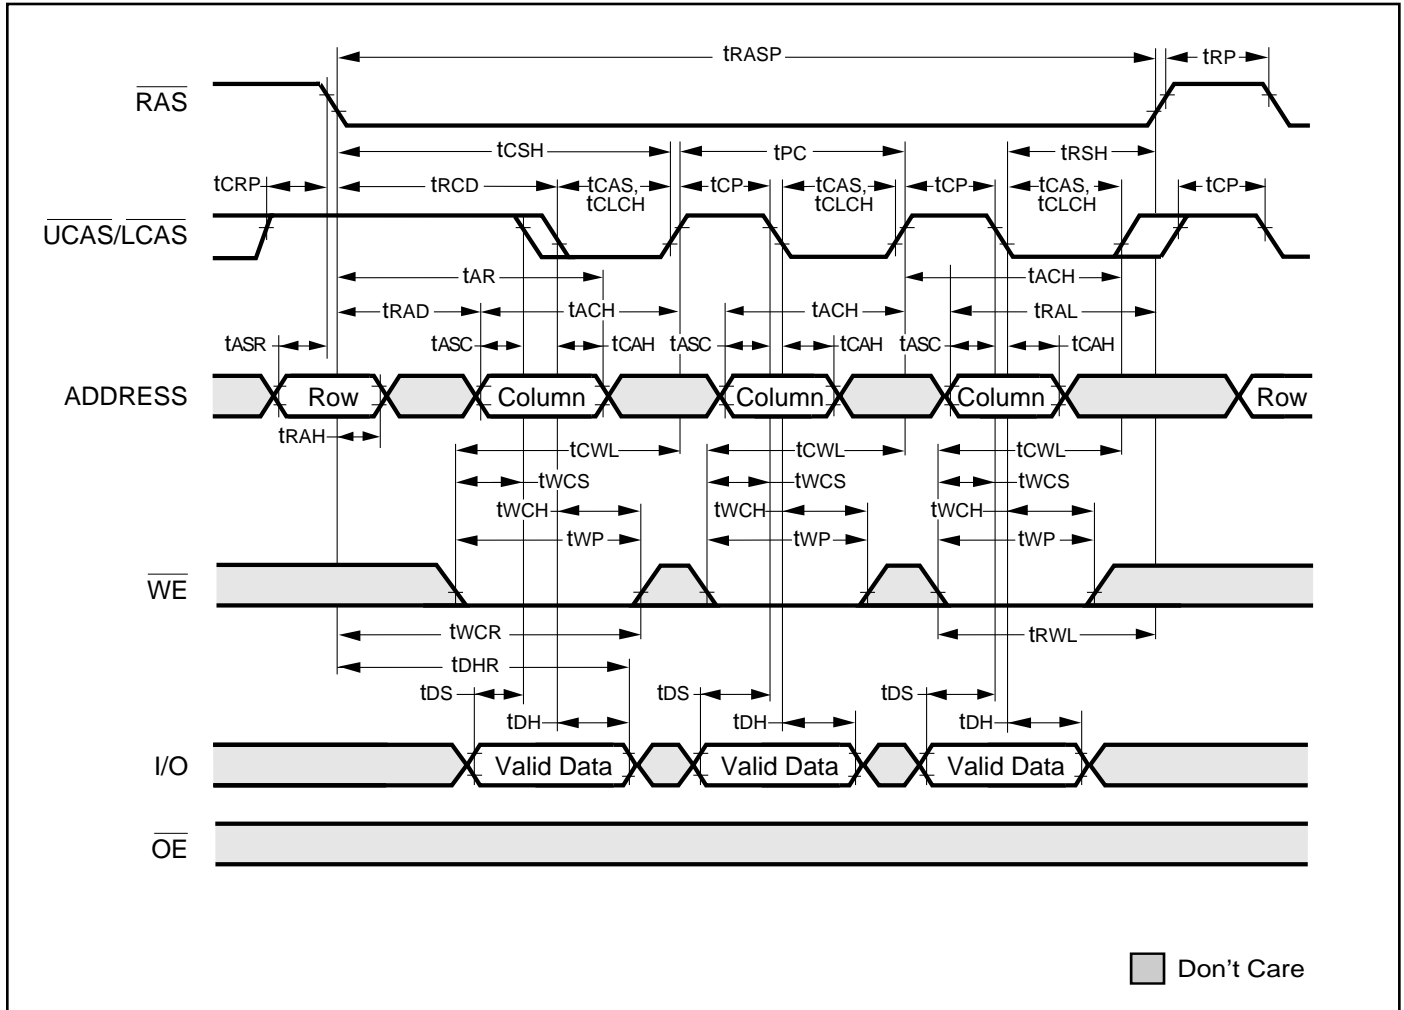 tRASP tRP
RAS
tCSH tPC tRSH
tCRP tRCD tCAS, tCLCH tCP tCAS, tCLCH tCP tCAS, tCLCH tCP
UCAS/LCAS
tAR tACH
tRAD tACH tACH tRAL
tASR tASC tCAH tASC tCAH tASC tCAH
ADDRESS Row Column Column Column Row
tRAH
tCWL tCWL tCWL
tWCS tWCS tWCS
tWCH tWCH tWCH
tWP tWP tWP
WE
tWCR tRWL
tDHR
tDS tDS tDS
tDH tDH tDH
I/O Valid Data Valid Data Valid Data
OE
Don't Care